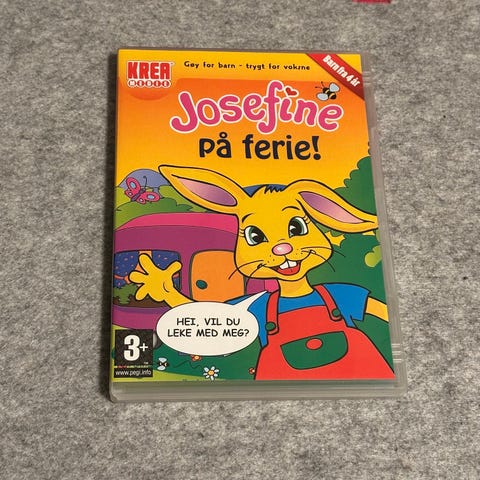 KREA
MEDIE
Gøy for barn - trygt for voksne
Barn fra 4 år
Josefine
på ferie!
HEI, VIL DU
LEKE MED MEG?
3+
www.pegi.info